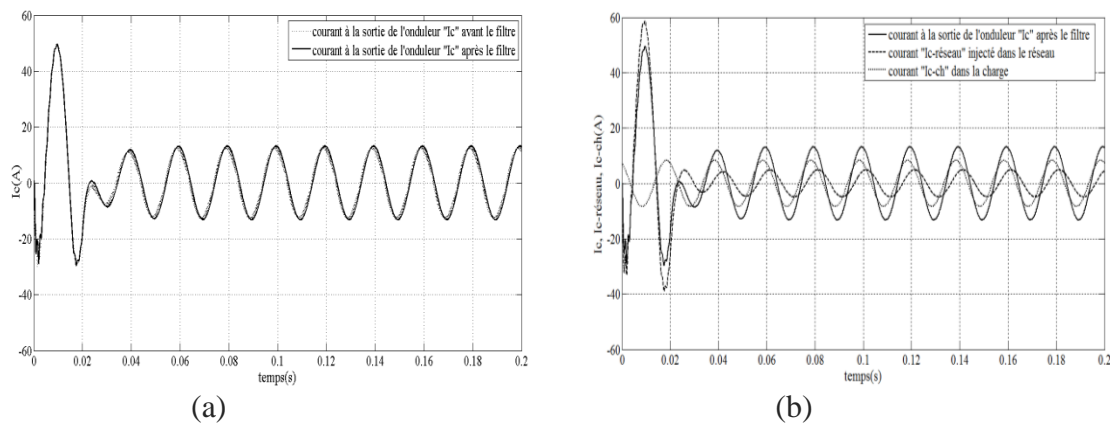 60
40
20
0
-20
-40
-60
Ic(A)
courant à la sortie de l'onduleur "Ic" avant le filtre
courant à la sortie de l'onduleur "Ic" après le filtre
0 0.02 0.04 0.06 0.08 0.1 0.12 0.14 0.16 0.18 0.2
temps(s)
(a)
60
40
20
0
-20
-40
-60
Ic, Ic-réseau, Ic-ch(A)
courant à la sortie de l'onduleur "Ic" après le filtre
courant "Ic-réseau" injecté dans le réseau
courant "Ic-ch" dans la charge
0 0.02 0.04 0.06 0.08 0.1 0.12 0.14 0.16 0.18 0.2
temps(s)
(b)